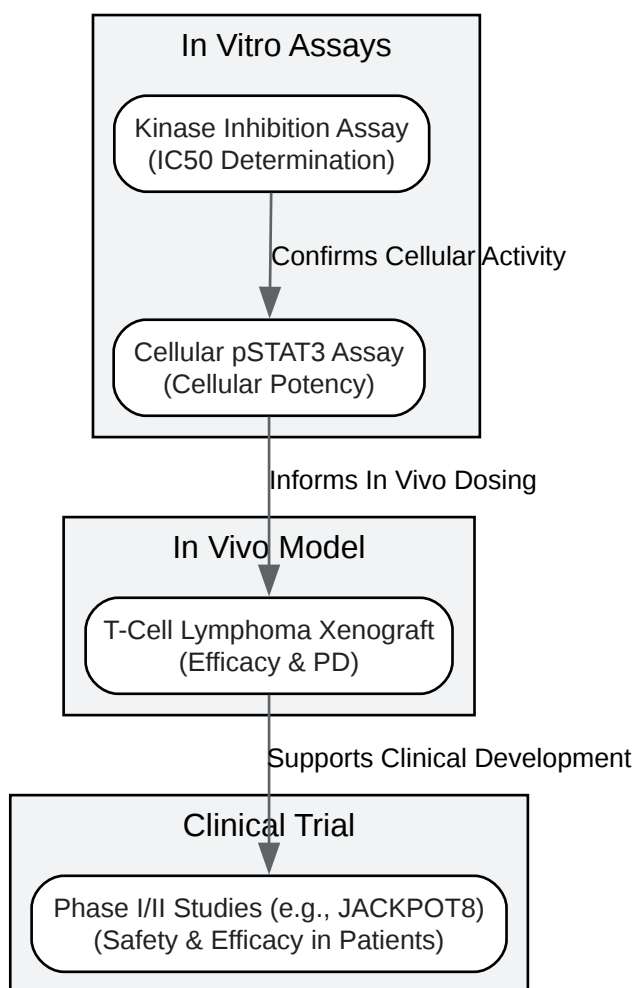 In Vitro Assays
Kinase Inhibition Assay
(IC50 Determination)
Confirms Cellular Activity
Cellular pSTAT3 Assay
(Cellular Potency)
Informs In Vivo Dosing
In Vivo Model
T-Cell Lymphoma Xenograft
(Efficacy & PD)
Supports Clinical Development
Clinical Trial
Phase I/II Studies (e.g., JACKPOT8)
(Safety & Efficacy in Patients)